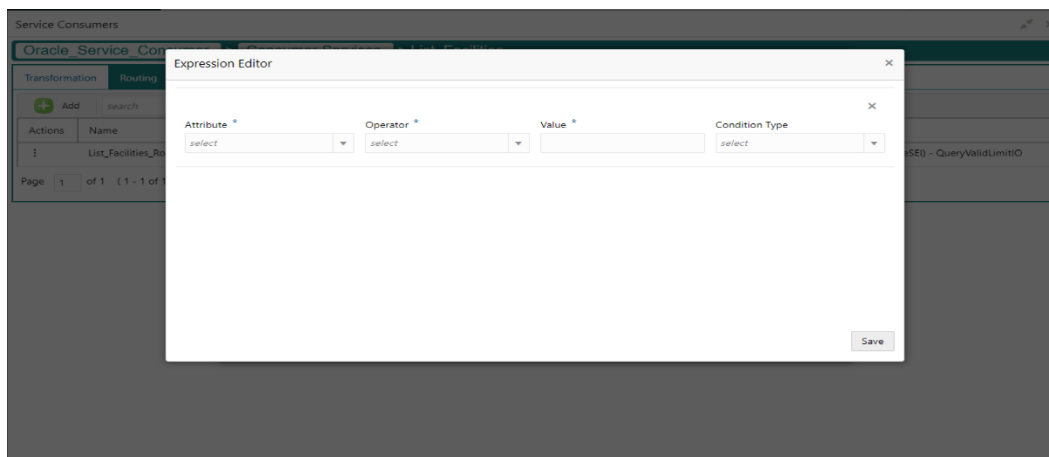 Service Consumers
Oracle_Service_Con
Expression Editor
Transformation Routing
Add search
Attribute * Operator * Value * Condition Type
select select select
Actions Name
List_Facilities_Ro eSEI) - QueryValidLimitIO
Page 1 of 1 (1 - 1 of 1
Save